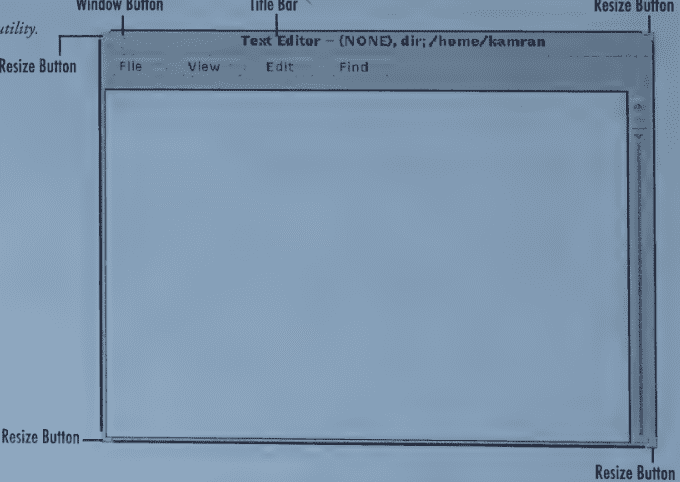 Window Button
Title Bar
Resize Button
utility.
Text Editor – (NONE), dir; /home/kamran
Resize Button
File View Edit Find
Resize Button
Resize Button